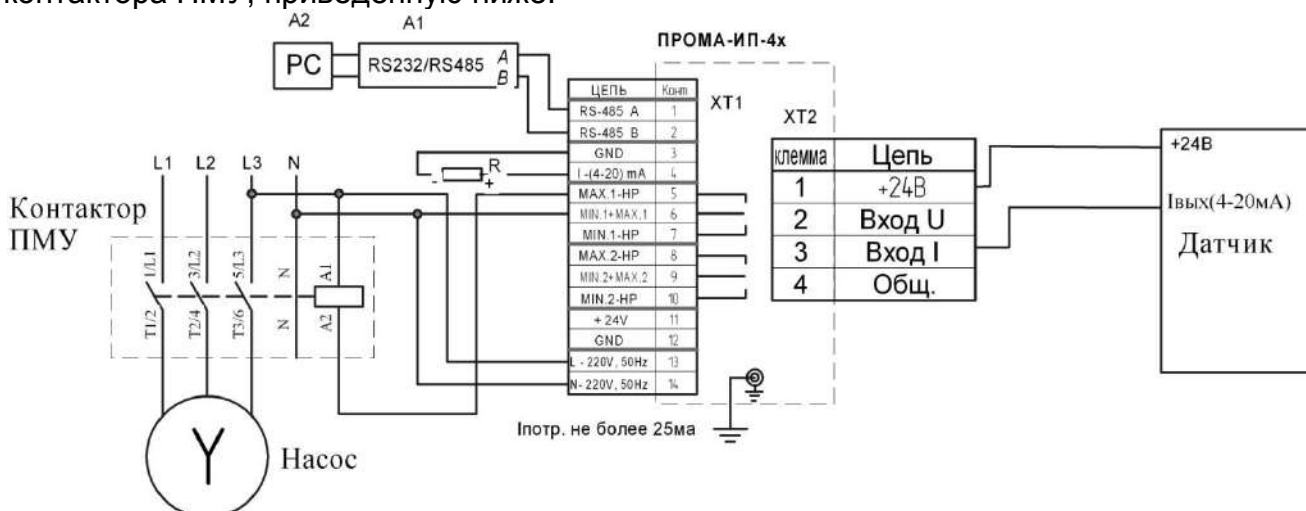 контактора ПМУ, приведенную ниже:
A2
A1
ПРОМА-ИП-4х
PC
RS232/RS485
A
B
XT1
ЦЕПЬ Конт
RS-485 A 1
RS-485 B 2
GND 3
I-(4-20) mA 4
MAX.1-HP 5
MIN.1+MAX.1 6
MIN.1-HP 7
MAX.2-HP 8
MIN.2+MAX.2 9
MIN.2-HP 10
+24V 11
GND 12
L - 220V, 50Hz 13
N- 220V, 50Hz 14
- R +
XT2
клемма Цепь
1 +24В
2 Вход U
3 Вход I
4 Общ.
+24В
Iвых(4-20мА)
Датчик
L1 L2 L3 N
Контактор
ПМУ
1/L1 3/L2 5/L3 N A1
T1/2 T2/4 T3/6 N A2
Iпотр. не более 25ма
Y
Насос